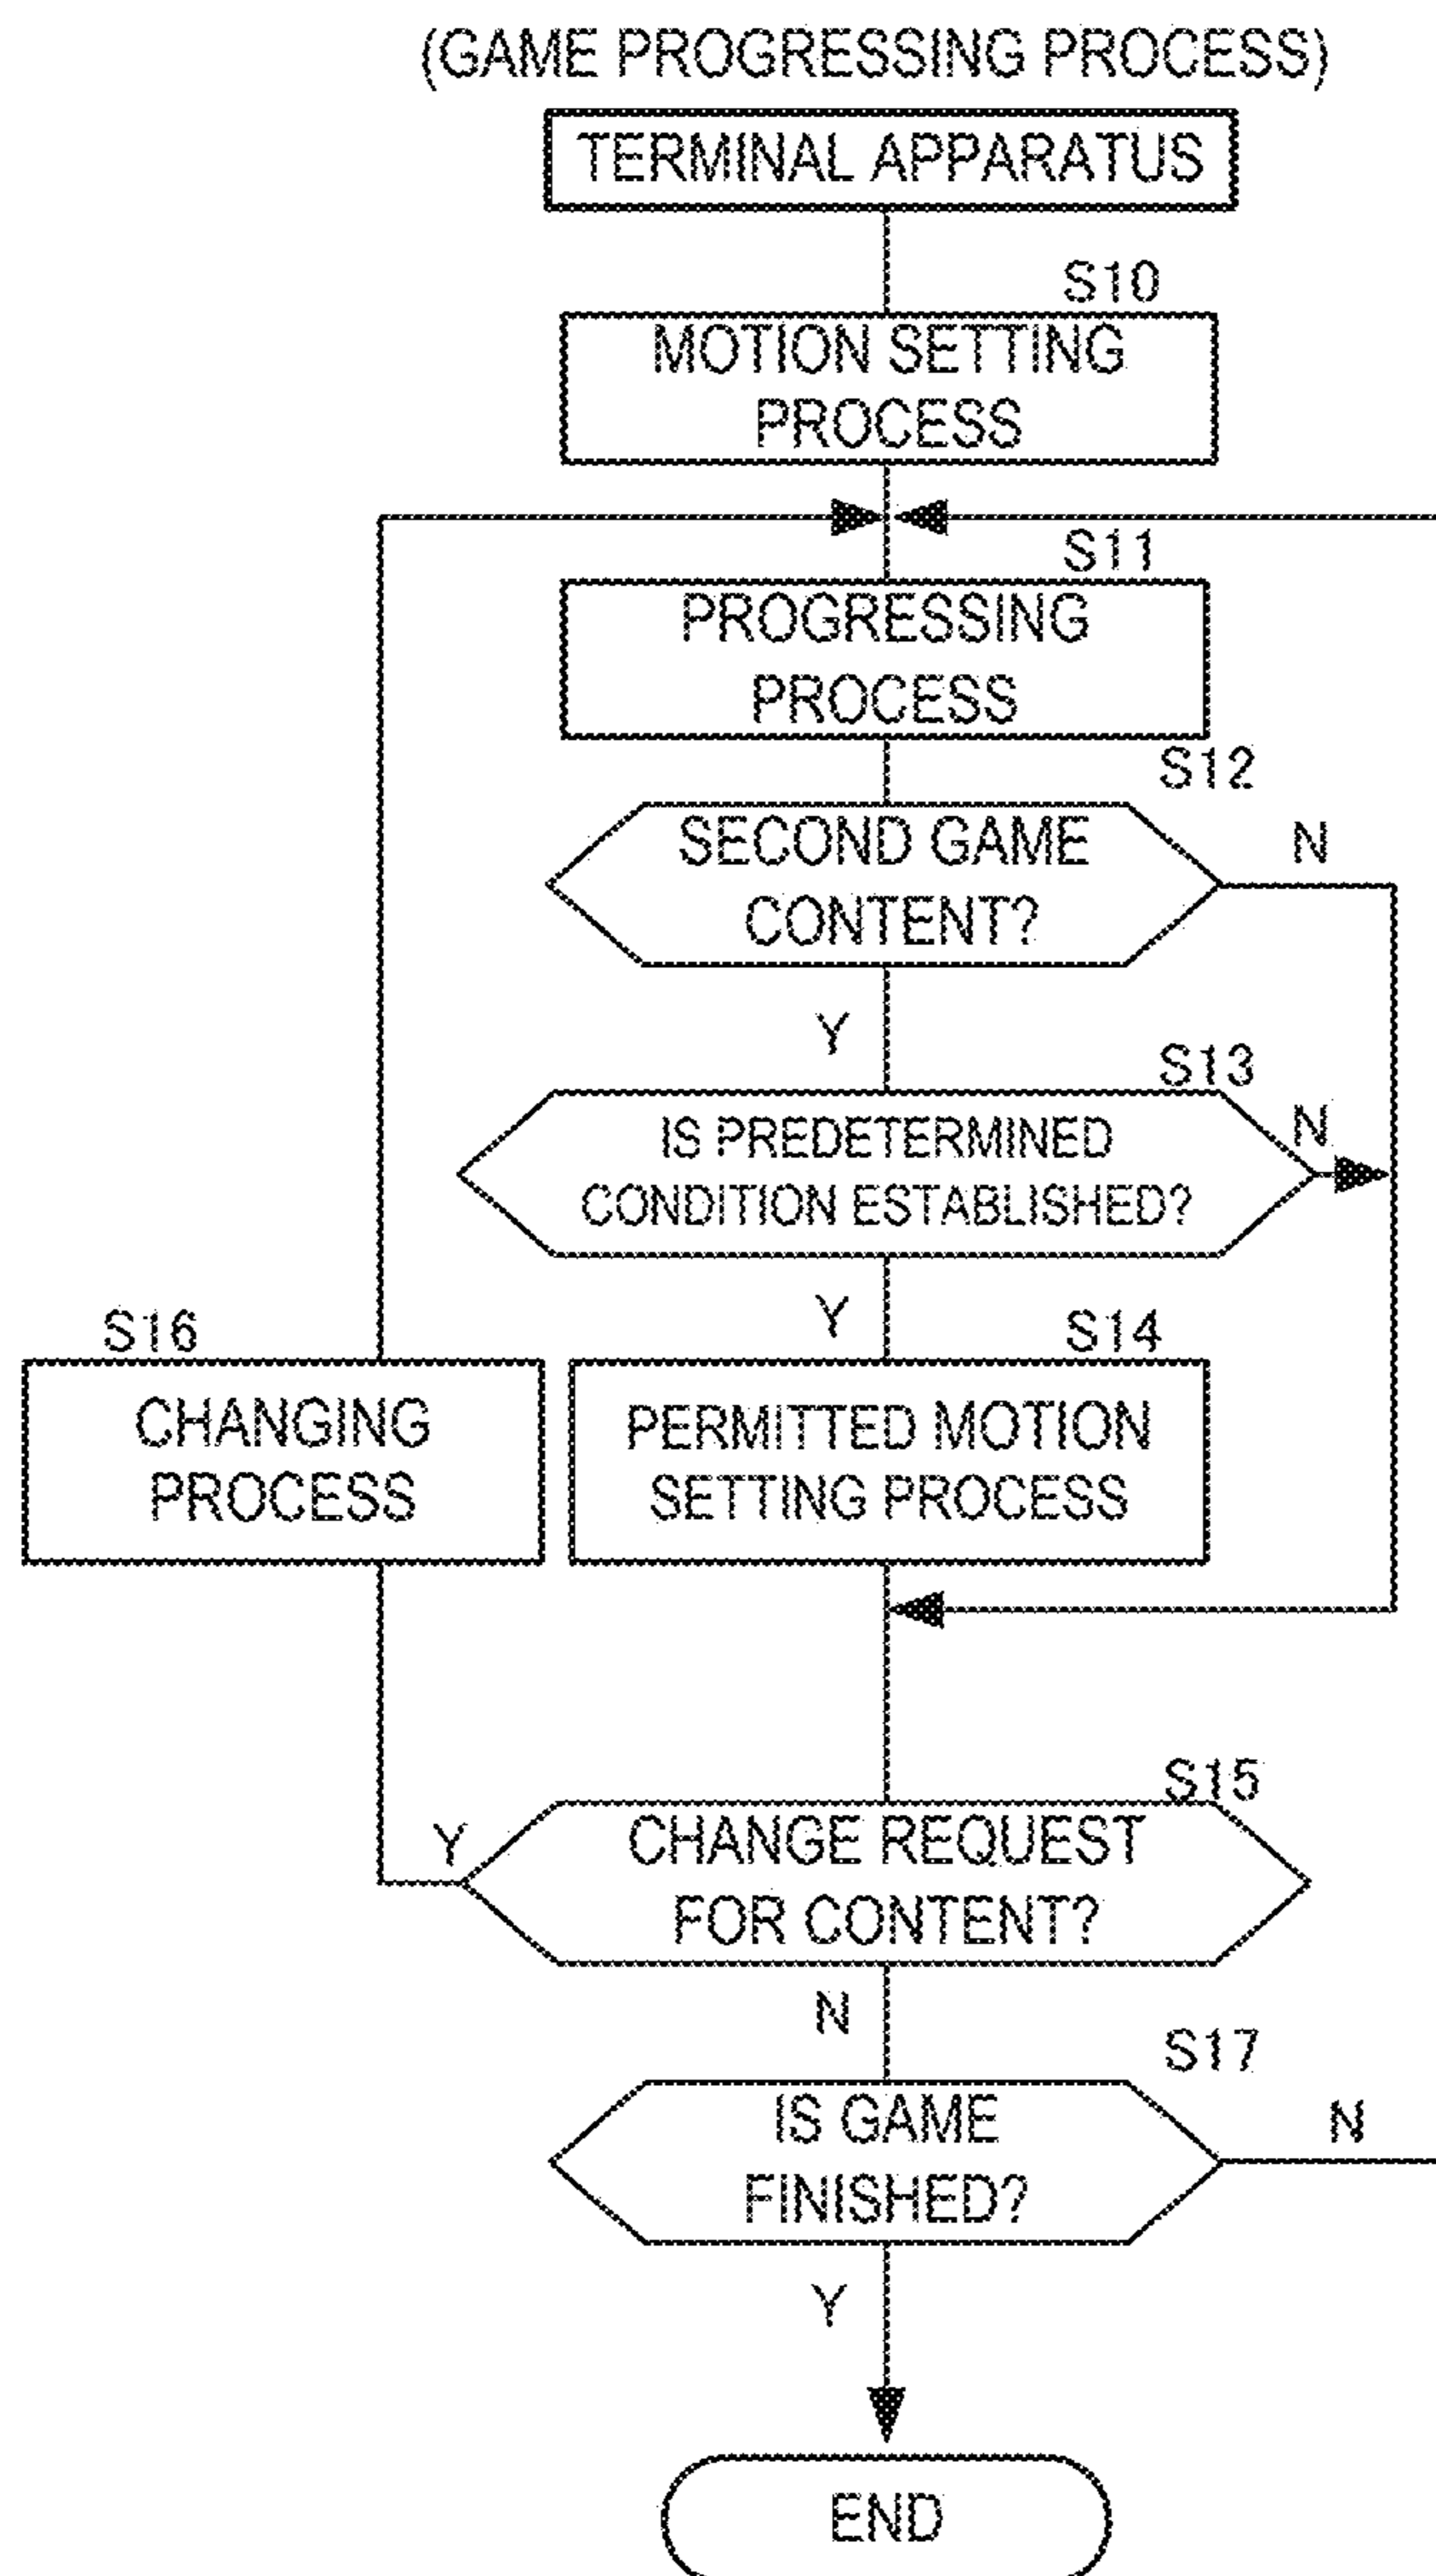 (GAME PROGRESSING PROCESS)
TERMINAL APPARATUS
S10
MOTION SETTING
PROCESS
S11
PROGRESSING
PROCESS
S12
SECOND GAME
CONTENT?
N
Y
S13
IS PREDETERMINED
CONDITION ESTABLISHED?
N
Y
S16
CHANGING
PROCESS
S14
PERMITTED MOTION
SETTING PROCESS
S15
CHANGE REQUEST
FOR CONTENT?
Y
N
S17
IS GAME
FINISHED?
N
Y
END